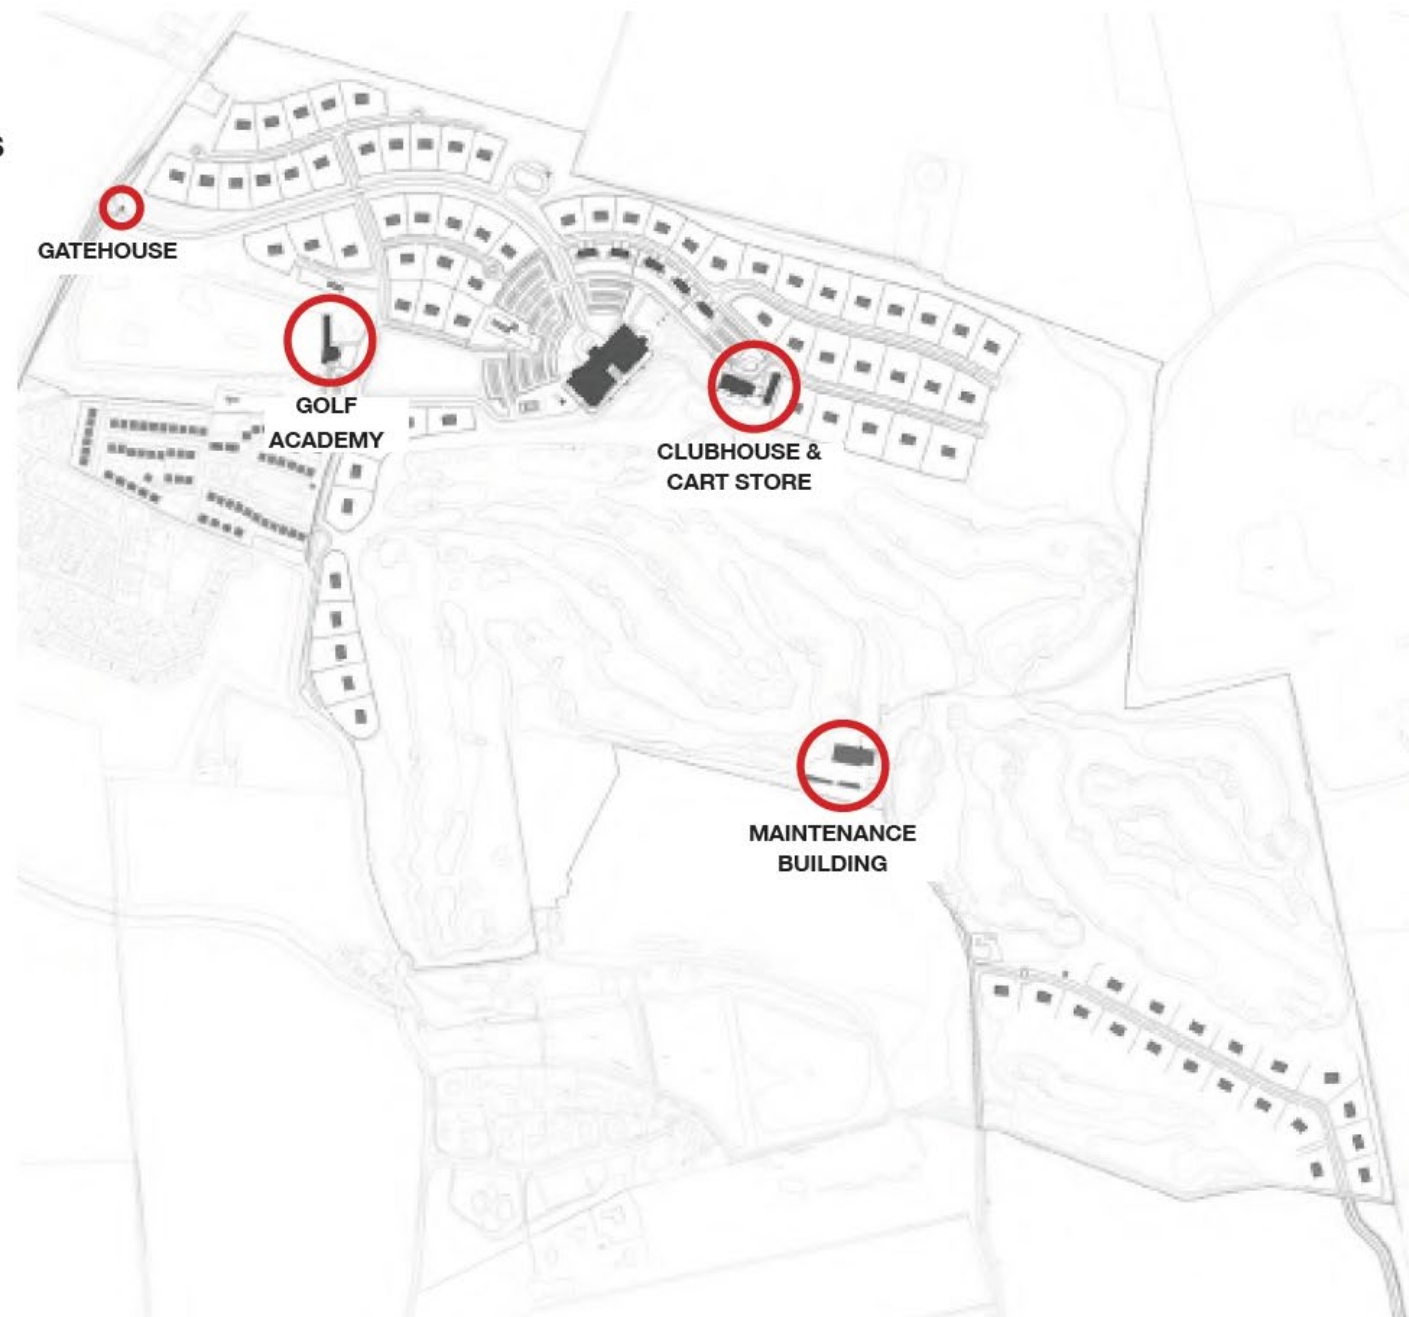 S
GATEHOUSE
GOLF
ACADEMY
CLUBHOUSE &
CART STORE
MAINTENANCE
BUILDING